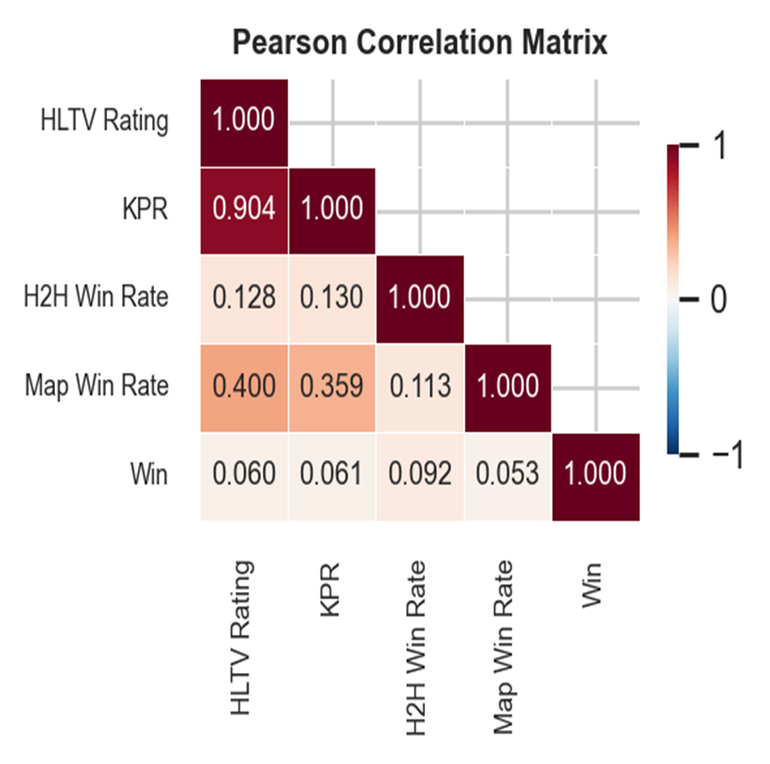 Pearson Correlation Matrix
HLTV Rating 1.000
KPR 0.904 1.000
H2H Win Rate 0.128 0.130 1.000
Map Win Rate 0.400 0.359 0.113 1.000
Win 0.060 0.061 0.092 0.053 1.000
HLTV Rating
KPR
H2H Win Rate
Map Win Rate
Win
1
0
−1